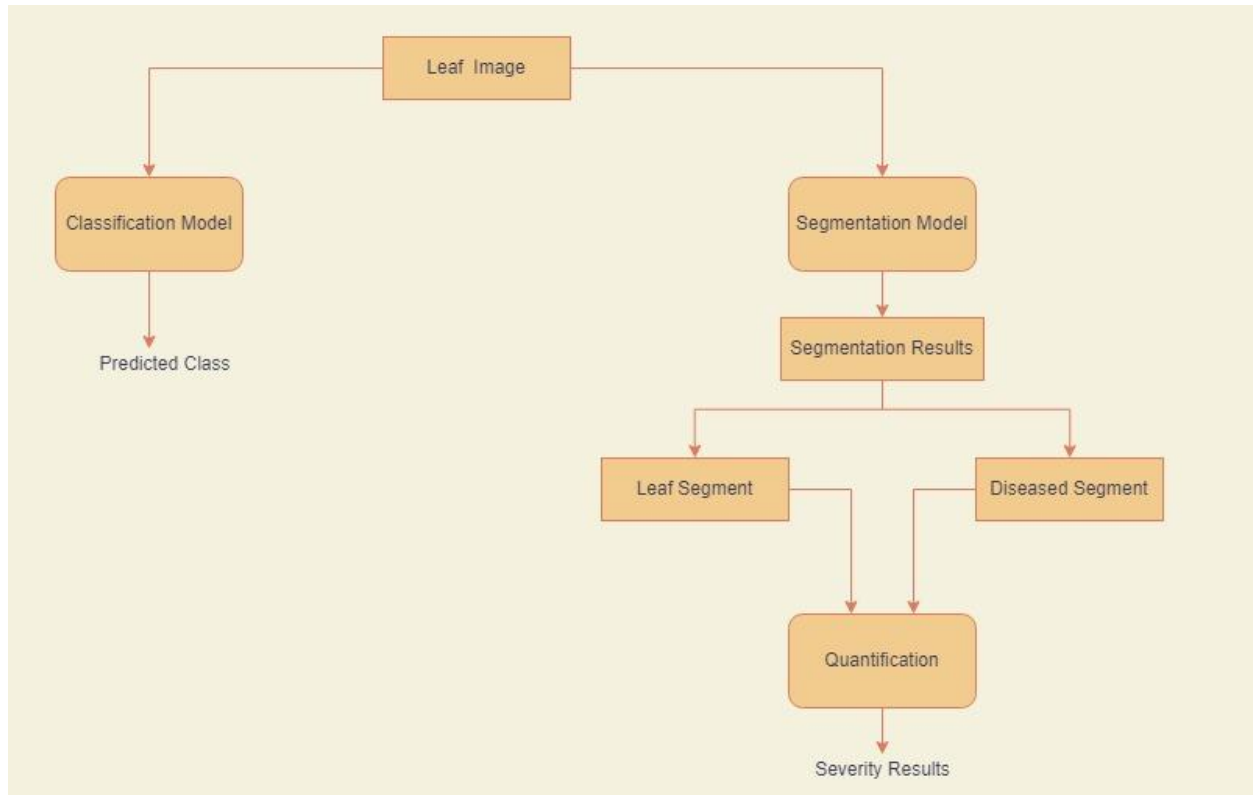 Leaf Image
Classification Model
Segmentation Model
Segmentation Results
Predicted Class
Leaf Segment
Diseased Segment
Quantification
Severity Results